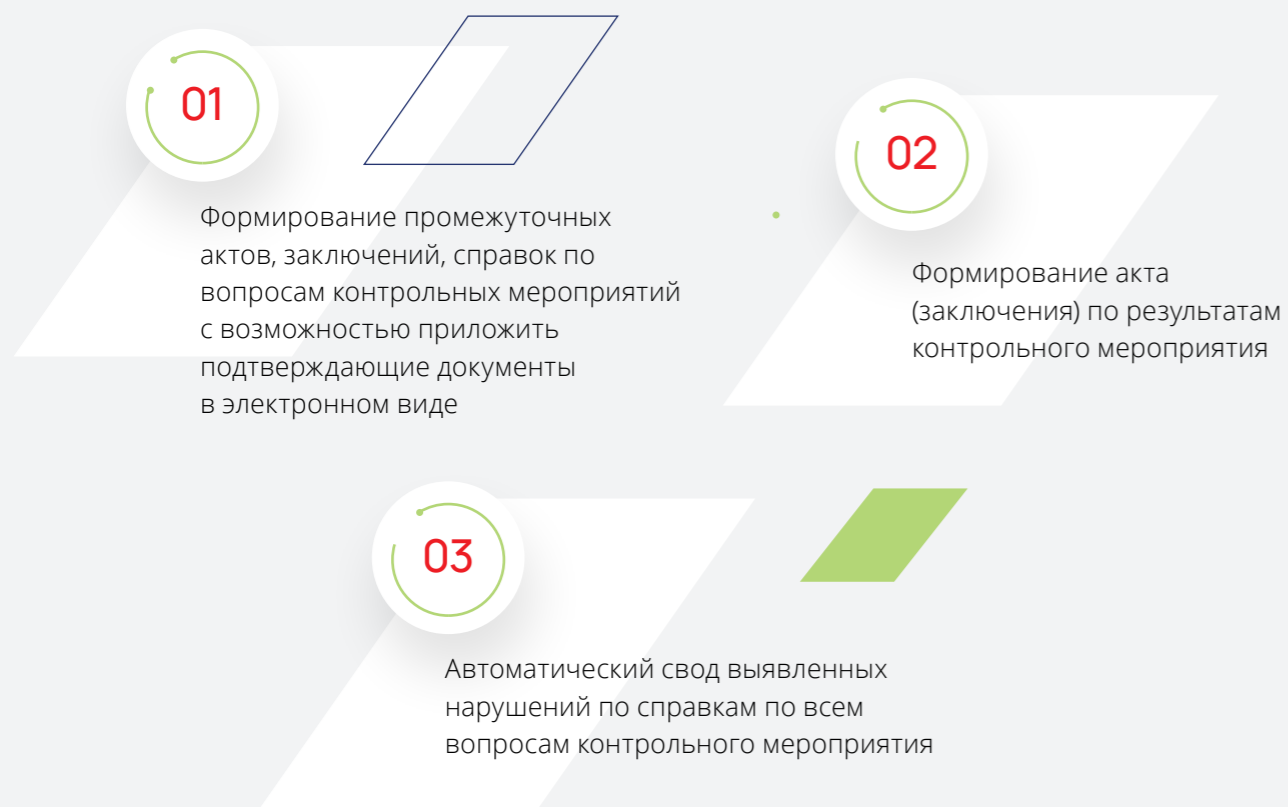 01
Формирование промежуточных
актов, заключений, справок по
вопросам контрольных мероприятий
с возможностью приложить
подтверждающие документы
в электронном виде
02
Формирование акта
(заключения) по результатам
контрольного мероприятия
03
Автоматический свод выявленных
нарушений по справкам по всем
вопросам контрольного мероприятия